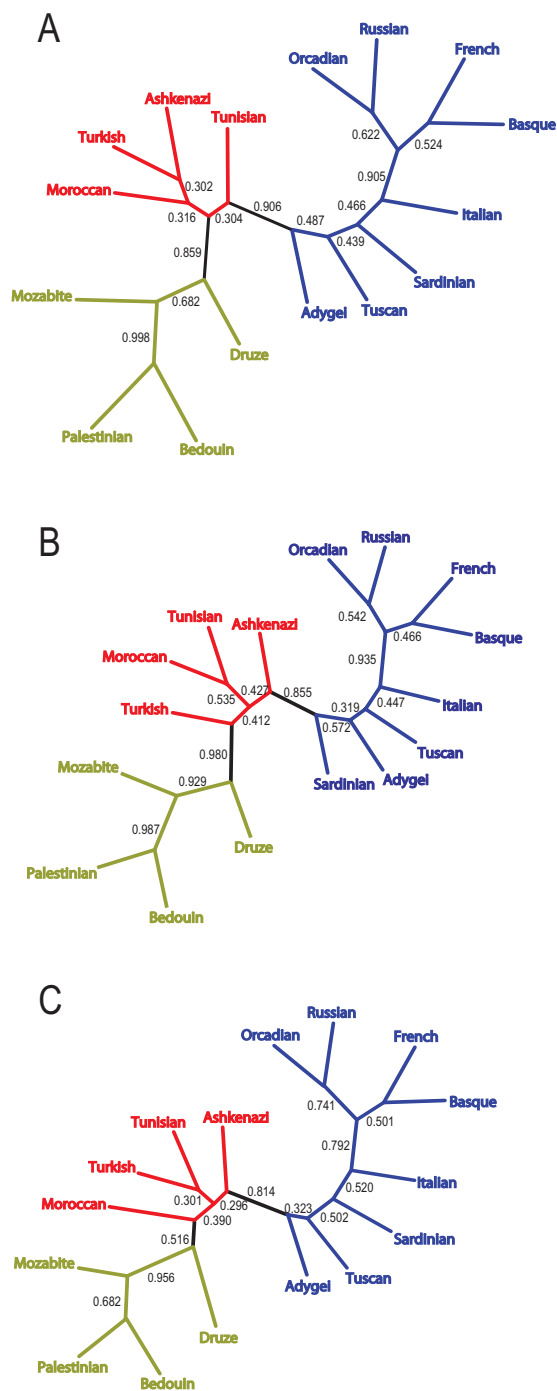 A
Russian
Orcadian
French
Ashkenazi
Tunisian
Turkish
Basque
0.622
0.524
0.302
0.905
Moroccan
0.906
0.466
Italian
0.316
0.304
0.487
0.439
0.859
Sardinian
Mozabite
0.682
Adygei
Tuscan
0.998
Druze
Palestinian
Bedouin
B
Russian
Orcadian
French
0.542
Tunisian
Ashkenazi
0.466
Basque
Moroccan
0.935
0.427
0.855
0.535
0.319
0.447
Italian
Turkish
0.412
0.572
0.980
Tuscan
Mozabite
0.929
Sardinian
Adygei
0.987
Druze
Palestinian
Bedouin
C
Russian
Orcadian
French
0.741
Basque
Tunisian
Ashkenazi
0.501
0.792
Turkish
0.814
0.301
0.296
0.520
Italian
Moroccan
0.390
0.323
0.502
0.516
Sardinian
Mozabite
0.956
Tuscan
Adygei
0.682
Druze
Palestinian
Bedouin